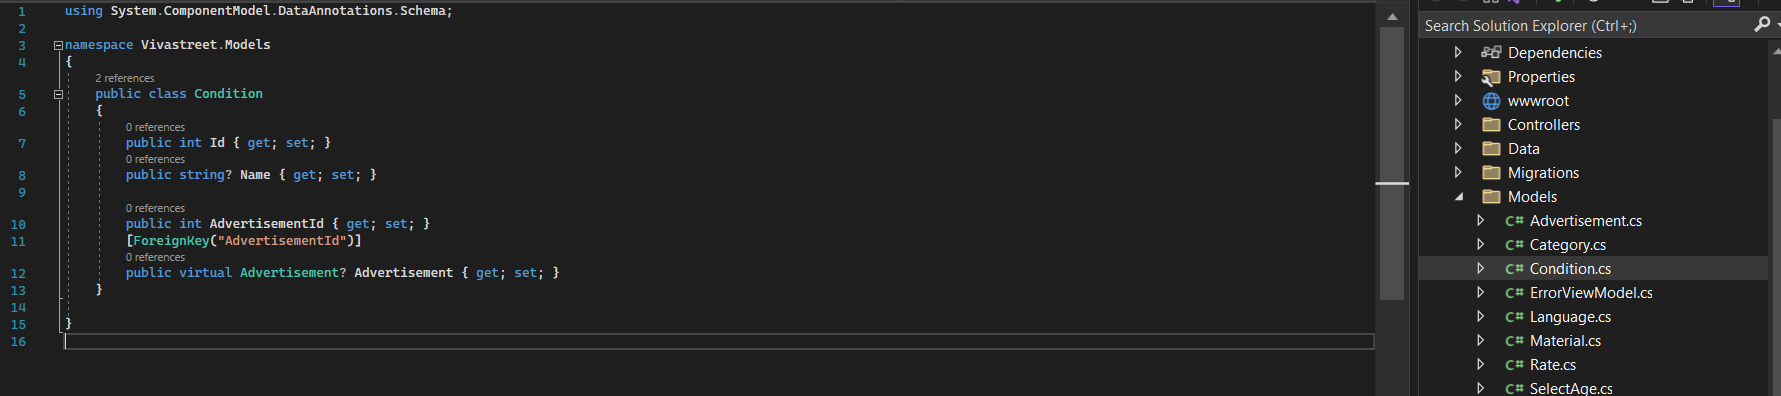 1 using System.ComponentModel.DataAnnotations.Schema;
2
3 namespace Vivastreet.Models
4 {
2 references
5 public class Condition
6 {
0 references
7 public int Id { get; set; }
0 references
8 public string? Name { get; set; }
9
0 references
10 public int AdvertisementId { get; set; }
11 [ForeignKey("AdvertisementId")]
0 references
12 public virtual Advertisement? Advertisement { get; set; }
13 }
14
15 }
16
Search Solution Explorer (Ctrl+;)
Dependencies
Properties
wwwroot
Controllers
Data
Migrations
Models
C# Advertisement.cs
C# Category.cs
C# Condition.cs
C# ErrorViewModel.cs
C# Language.cs
C# Material.cs
C# Rate.cs
C# SelectAge.cs